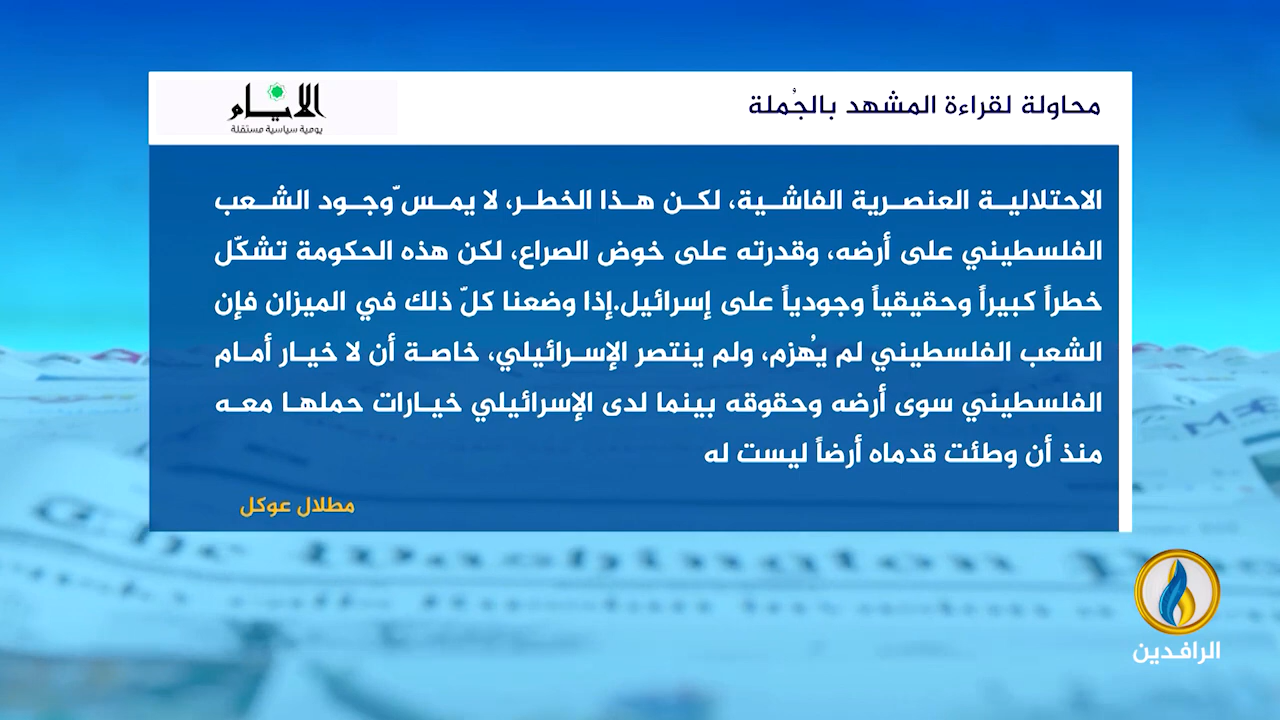 محاولة لقراءة المشهد بالجُملة
الايام
يومية سياسية مستقلة
الاحتلالية العنصرية الفاشية، لكن هذا الخطر، لا يمسّ وجود الشعب
الفلسطيني على أرضه، وقدرته على خوض الصراع، لكن هذه الحكومة تشكّل
خطراً كبيراً وحقيقياً وجودياً على إسرائيل.إذا وضعنا كلّ ذلك في الميزان فإن
الشعب الفلسطيني لم يُهزم، ولم ينتصر الإسرائيلي، خاصة أن لا خيار أمام
الفلسطيني سوى أرضه وحقوقه بينما لدى الإسرائيلي خيارات حملها معه
منذ أن وطئت قدماه أرضاً ليست له
مطلال عوكل
The Washington
الرافدين